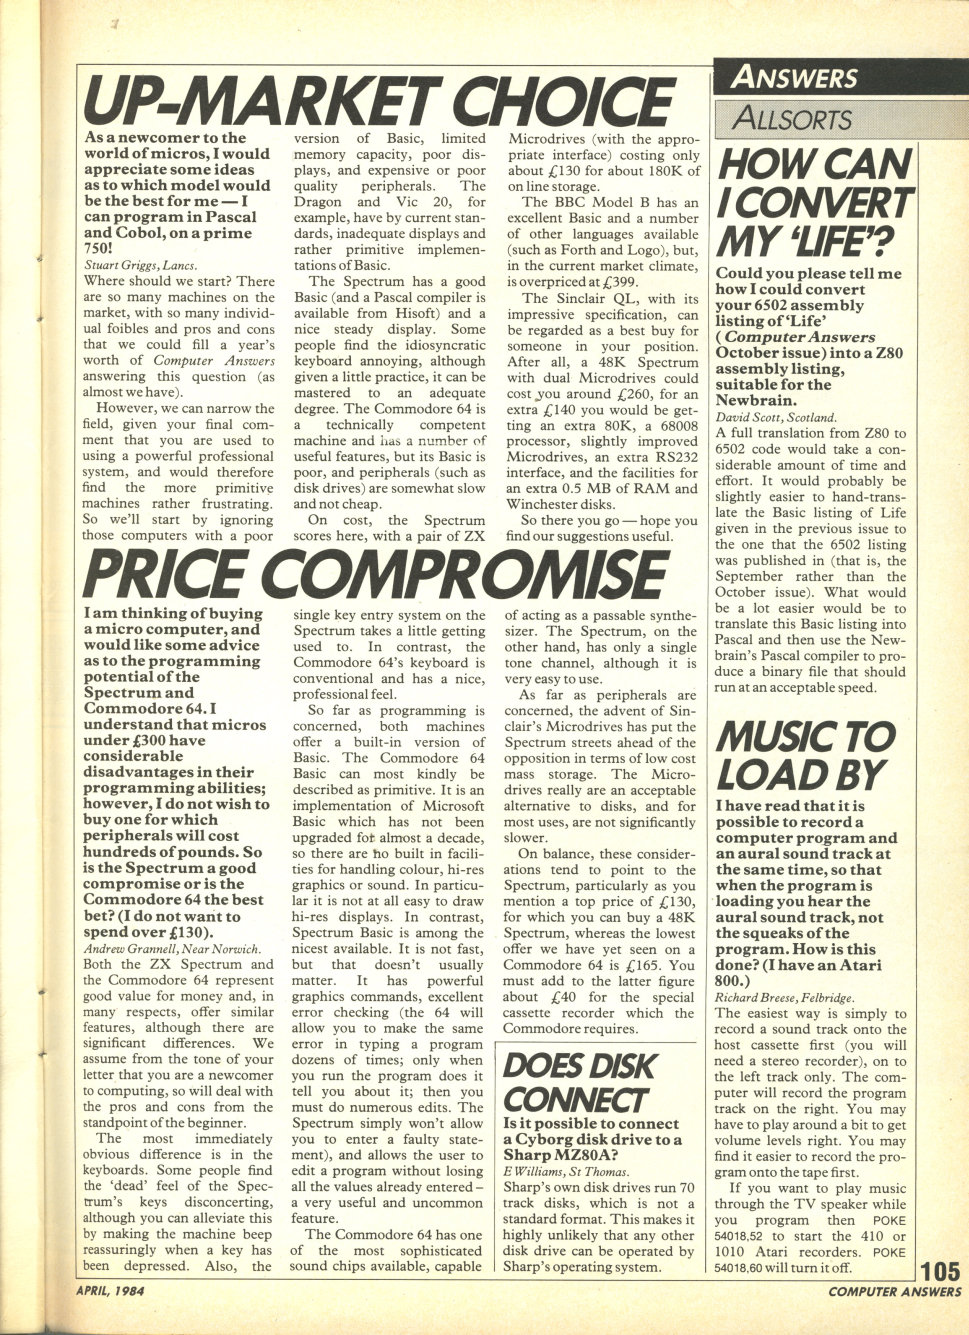 ANSWERS
ALLSORTS
UP-MARKET CHOICE
As a newcomer to the
world of micros, I would
appreciate some ideas
as to which model would
be the best for me — I
can program in Pascal
and Cobol, on a prime
750!
Stuart Griggs, Lancs.
Where should we start? There
are so many machines on the
market, with so many individ-
ual foibles and pros and cons
that we could fill a year's
worth of Computer Answers
answering this question (as
almost we have).
However, we can narrow the
field, given your final com-
ment that you are used to
using a powerful professional
system, and would therefore
find the more primitive
machines rather frustrating.
So we'll start by ignoring
those computers with a poor
version of Basic, limited
memory capacity, poor dis-
plays, and expensive or poor
quality peripherals. The
Dragon and Vic 20, for
example, have by current stan-
dards, inadequate displays and
rather primitive implemen-
tations of Basic.
The Spectrum has a good
Basic (and a Pascal compiler is
available from Hisoft) and a
nice steady display. Some
people find the idiosyncratic
keyboard annoying, although
given a little practice, it can be
mastered to an adequate
degree. The Commodore 64 is
a technically competent
machine and has a number of
useful features, but its Basic is
poor, and peripherals (such as
disk drives) are somewhat slow
and not cheap.
On cost, the Spectrum
scores here, with a pair of ZX
Microdrives (with the appro-
priate interface) costing only
about £130 for about 180K of
on line storage.
The BBC Model B has an
excellent Basic and a number
of other languages available
(such as Forth and Logo), but,
in the current market climate,
is overpriced at £399.
The Sinclair QL, with its
impressive specification, can
be regarded as a best buy for
someone in your position.
After all, a 48K Spectrum
with dual Microdrives could
cost you around £260, for an
extra £140 you would be get-
ting an extra 80K, a 68008
processor, slightly improved
Microdrives, an extra RS232
interface, and the facilities for
an extra 0.5 MB of RAM and
Winchester disks.
So there you go — hope you
find our suggestions useful.
PRICE COMPROMISE
I am thinking of buying
a micro computer, and
would like some advice
as to the programming
potential of the
Spectrum and
Commodore 64. I
understand that micros
under £300 have
considerable
disadvantages in their
programming abilities;
however, I do not wish to
buy one for which
peripherals will cost
hundreds of pounds. So
is the Spectrum a good
compromise or is the
Commodore 64 the best
bet? (I do not want to
spend over £130).
Andrew Grannell, Near Norwich.
Both the ZX Spectrum and
the Commodore 64 represent
good value for money and, in
many respects, offer similar
features, although there are
significant differences. We
assume from the tone of your
letter that you are a newcomer
to computing, so will deal with
the pros and cons from the
standpoint of the beginner.
The most immediately
obvious difference is in the
keyboards. Some people find
the 'dead' feel of the Spec-
trum's keys disconcerting,
although you can alleviate this
by making the machine beep
reassuringly when a key has
been depressed. Also, the
single key entry system on the
Spectrum takes a little getting
used to. In contrast, the
Commodore 64's keyboard is
conventional and has a nice,
professional feel.
So far as programming is
concerned, both machines
offer a built-in version of
Basic. The Commodore 64
Basic can most kindly be
described as primitive. It is an
implementation of Microsoft
Basic which has not been
upgraded for almost a decade,
so there are no built in facili-
ties for handling colour, hi-res
graphics or sound. In particu-
lar it is not at all easy to draw
hi-res displays. In contrast,
Spectrum Basic is among the
nicest available. It is not fast,
but that doesn't usually
matter. It has powerful
graphics commands, excellent
error checking (the 64 will
allow you to make the same
error in typing a program
dozens of times; only when
you run the program does it
tell you about it; then you
must do numerous edits. The
Spectrum simply won't allow
you to enter a faulty state-
ment), and allows the user to
edit a program without losing
all the values already entered –
a very useful and uncommon
feature.
The Commodore 64 has one
of the most sophisticated
sound chips available, capable
of acting as a passable synthe-
sizer. The Spectrum, on the
other hand, has only a single
tone channel, although it is
very easy to use.
As far as peripherals are
concerned, the advent of Sin-
clair's Microdrives has put the
Spectrum streets ahead of the
opposition in terms of low cost
mass storage. The Micro-
drives really are an acceptable
alternative to disks, and for
most uses, are not significantly
slower.
On balance, these consider-
ations tend to point to the
Spectrum, particularly as you
mention a top price of £130,
for which you can buy a 48K
Spectrum, whereas the lowest
offer we have yet seen on a
Commodore 64 is £165. You
must add to the latter figure
about £40 for the special
cassette recorder which the
Commodore requires.
DOES DISK
CONNECT
Is it possible to connect
a Cyborg disk drive to a
Sharp MZ80A?
E Williams, St Thomas.
Sharp's own disk drives run 70
track disks, which is not a
standard format. This makes it
highly unlikely that any other
disk drive can be operated by
Sharp's operating system.
HOW CAN
I CONVERT
MY 'LIFE'?
Could you please tell me
how I could convert
your 6502 assembly
listing of 'Life'
( Computer Answers
October issue) into a Z80
assembly listing,
suitable for the
Newbrain.
David Scott, Scotland.
A full translation from Z80 to
6502 code would take a con-
siderable amount of time and
effort. It would probably be
slightly easier to hand-trans-
late the Basic listing of Life
given in the previous issue to
the one that the 6502 listing
was published in (that is, the
September rather than the
October issue). What would
be a lot easier would be to
translate this Basic listing into
Pascal and then use the New-
brain's Pascal compiler to pro-
duce a binary file that should
run at an acceptable speed.
MUSIC TO
LOAD BY
I have read that it is
possible to record a
computer program and
an aural sound track at
the same time, so that
when the program is
loading you hear the
aural sound track, not
the squeaks of the
program. How is this
done? (I have an Atari
800.)
Richard Breese, Felbridge.
The easiest way is simply to
record a sound track onto the
host cassette first (you will
need a stereo recorder), on to
the left track only. The com-
puter will record the program
track on the right. You may
have to play around a bit to get
volume levels right. You may
find it easier to record the pro-
gram onto the tape first.
If you want to play music
through the TV speaker while
you program then POKE
54018,52 to start the 410 or
1010 Atari recorders. POKE
54018,60 will turn it off.
APRIL, 1984
105
COMPUTER ANSWERS